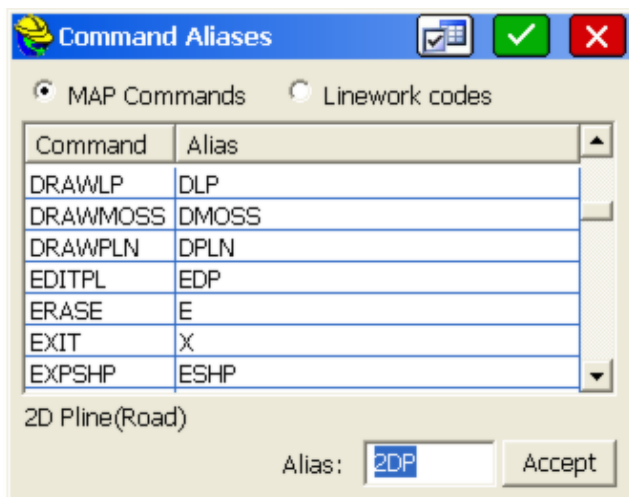 Command Aliases
MAP Commands Linework codes
Command Alias
DRAWLP DLP
DRAWMOSS DMOSS
DRAWPLN DPLN
EDITPL EDP
ERASE E
EXIT X
EXPSHP ESHP
2D Pline(Road)
Alias: 2DP Accept